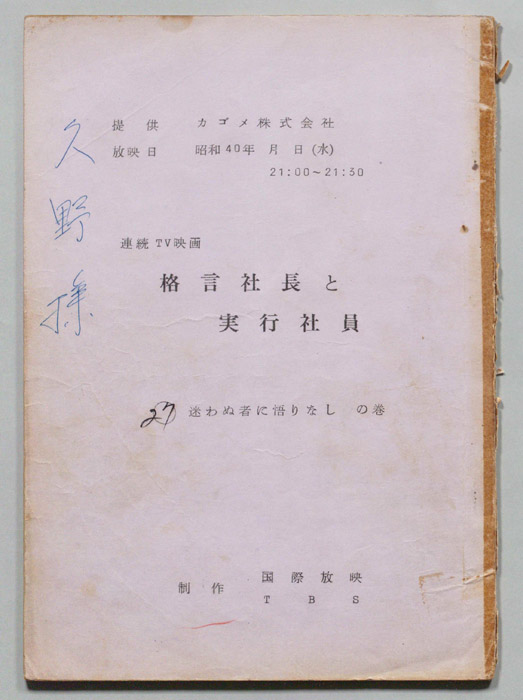 久野様
提供 カゴメ株式会社
放映日 昭和40年 月 日(水)
21:00~21:30
連続TV映画
格言社長と
実行社員
27 迷わぬ者に悟りなし の巻
制作 国際放映
TBS